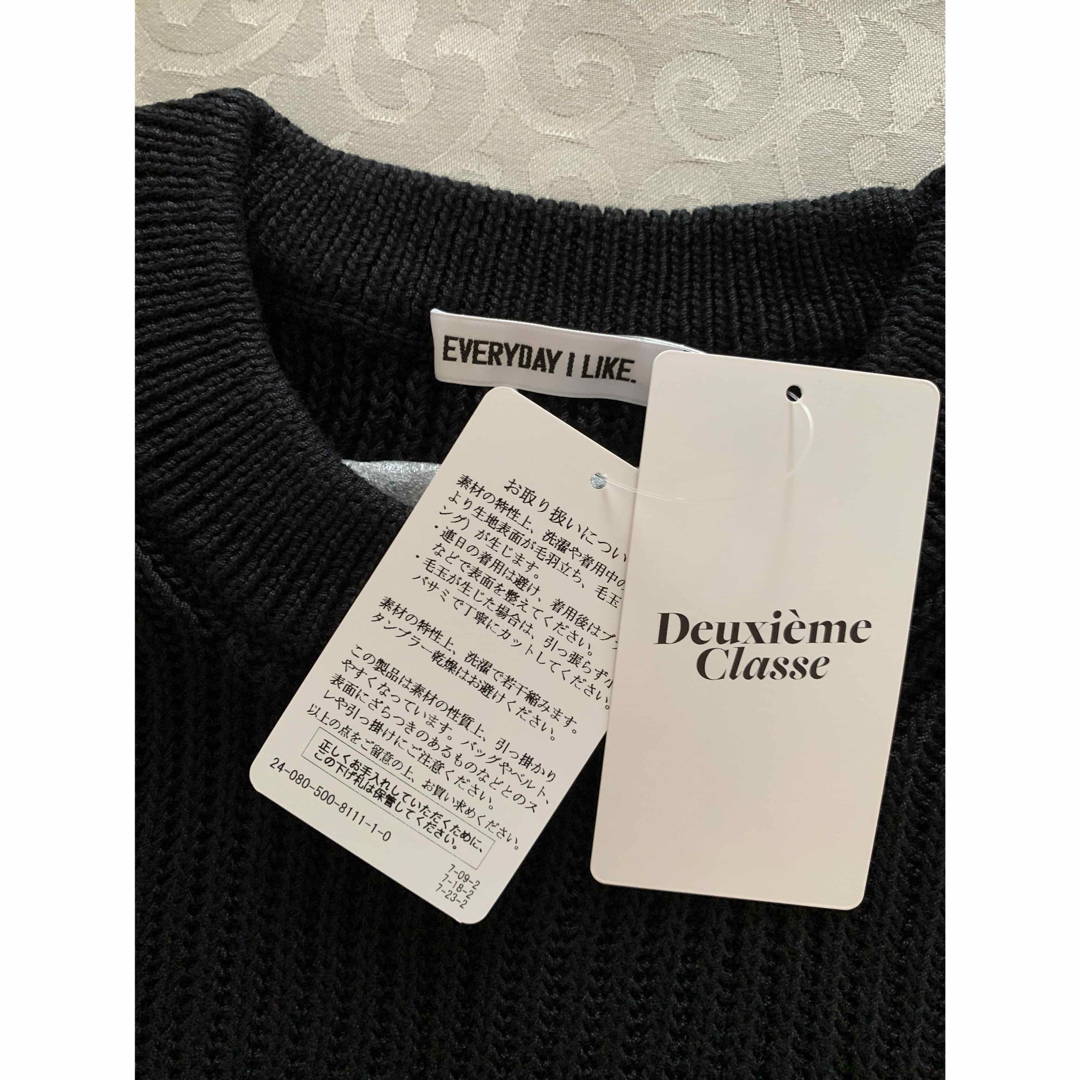 EVERYDAY I LIKE.
お取り扱いについ
素材の特性上、洗濯や着用中の
より生地表面が毛羽立ち、毛玉
ング）が生じます。
・連日の着用は避け、着用後はブラ
などで表面を整えてください。
・毛玉が生じた場合は、引っ張らず小
バサミで丁寧にカットしてください。
素材の特性上、洗濯で若干縮みます。
タンブラー乾燥はお避けください。
この製品は素材の性質上、引っ掛かり
やすくなっています。バッグやベルト、
表面にざらつきのあるものなどとのス
レや引っ掛けにご注意ください。
以上の点をご留意の上、お買い求めください。
正しくお手入れしていただくために、
この下げ札は保管してください。
24-080-500-8111-1-0
7-09-2
7-18-2
7-23-2
Deuxième
Classe